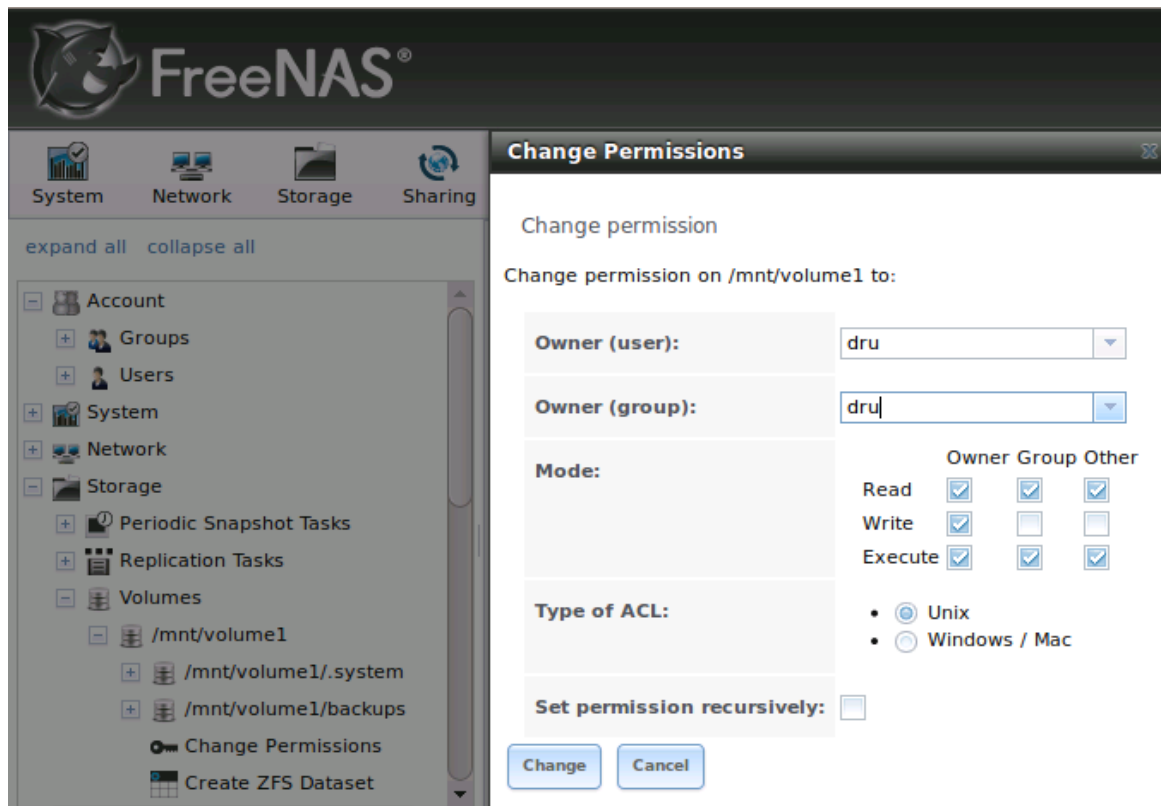 FreeNAS®
System Network Storage Sharing
expand all collapse all
Account
Groups
Users
System
Network
Storage
Periodic Snapshot Tasks
Replication Tasks
Volumes
/mnt/volume1
/mnt/volume1/.system
/mnt/volume1/backups
Change Permissions
Create ZFS Dataset
Change Permissions
Change permission
Change permission on /mnt/volume1 to:
Owner (user): dru
Owner (group): dru
Mode:
Owner Group Other
Read
Write
Execute
Type of ACL:
Unix
Windows / Mac
Set permission recursively:
Change Cancel